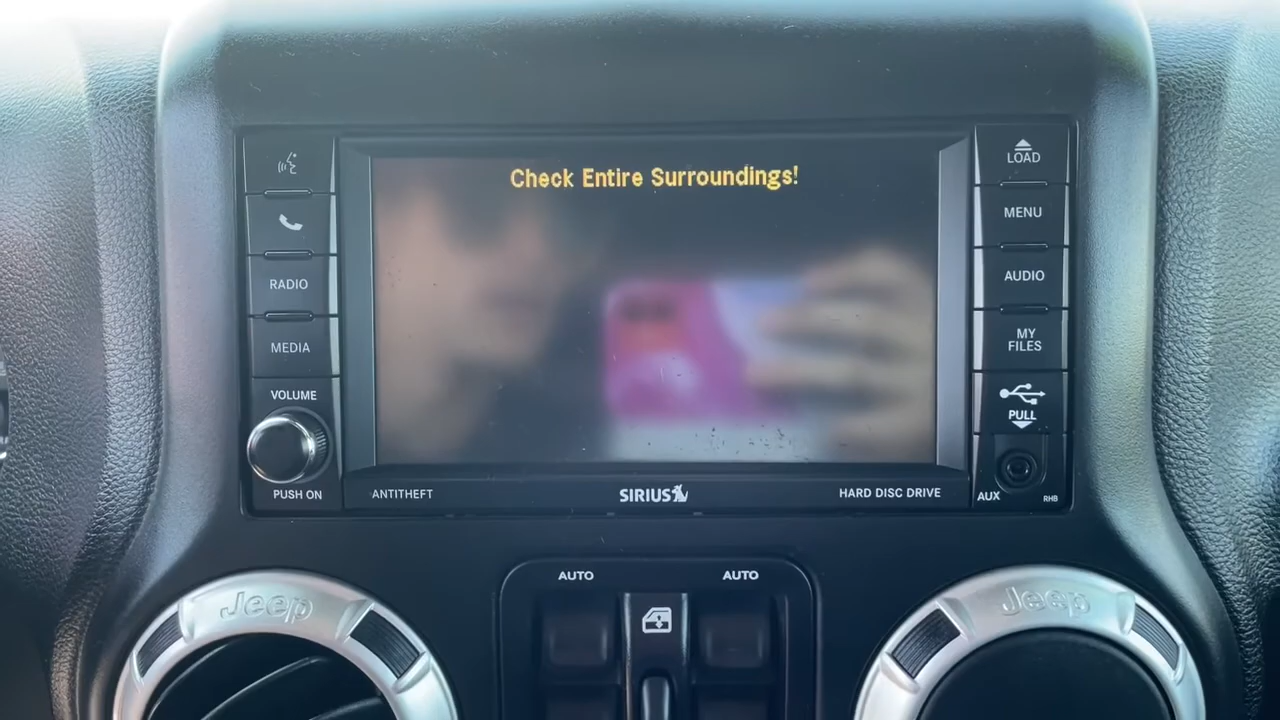 Check Entire Surroundings!
RADIO
MEDIA
VOLUME
PUSH ON
LOAD
MENU
AUDIO
MY
FILES
PULL
AUX
RHB
ANTITHEFT
SIRIUS
HARD DISC DRIVE
AUTO
AUTO
Jeep
Jeep